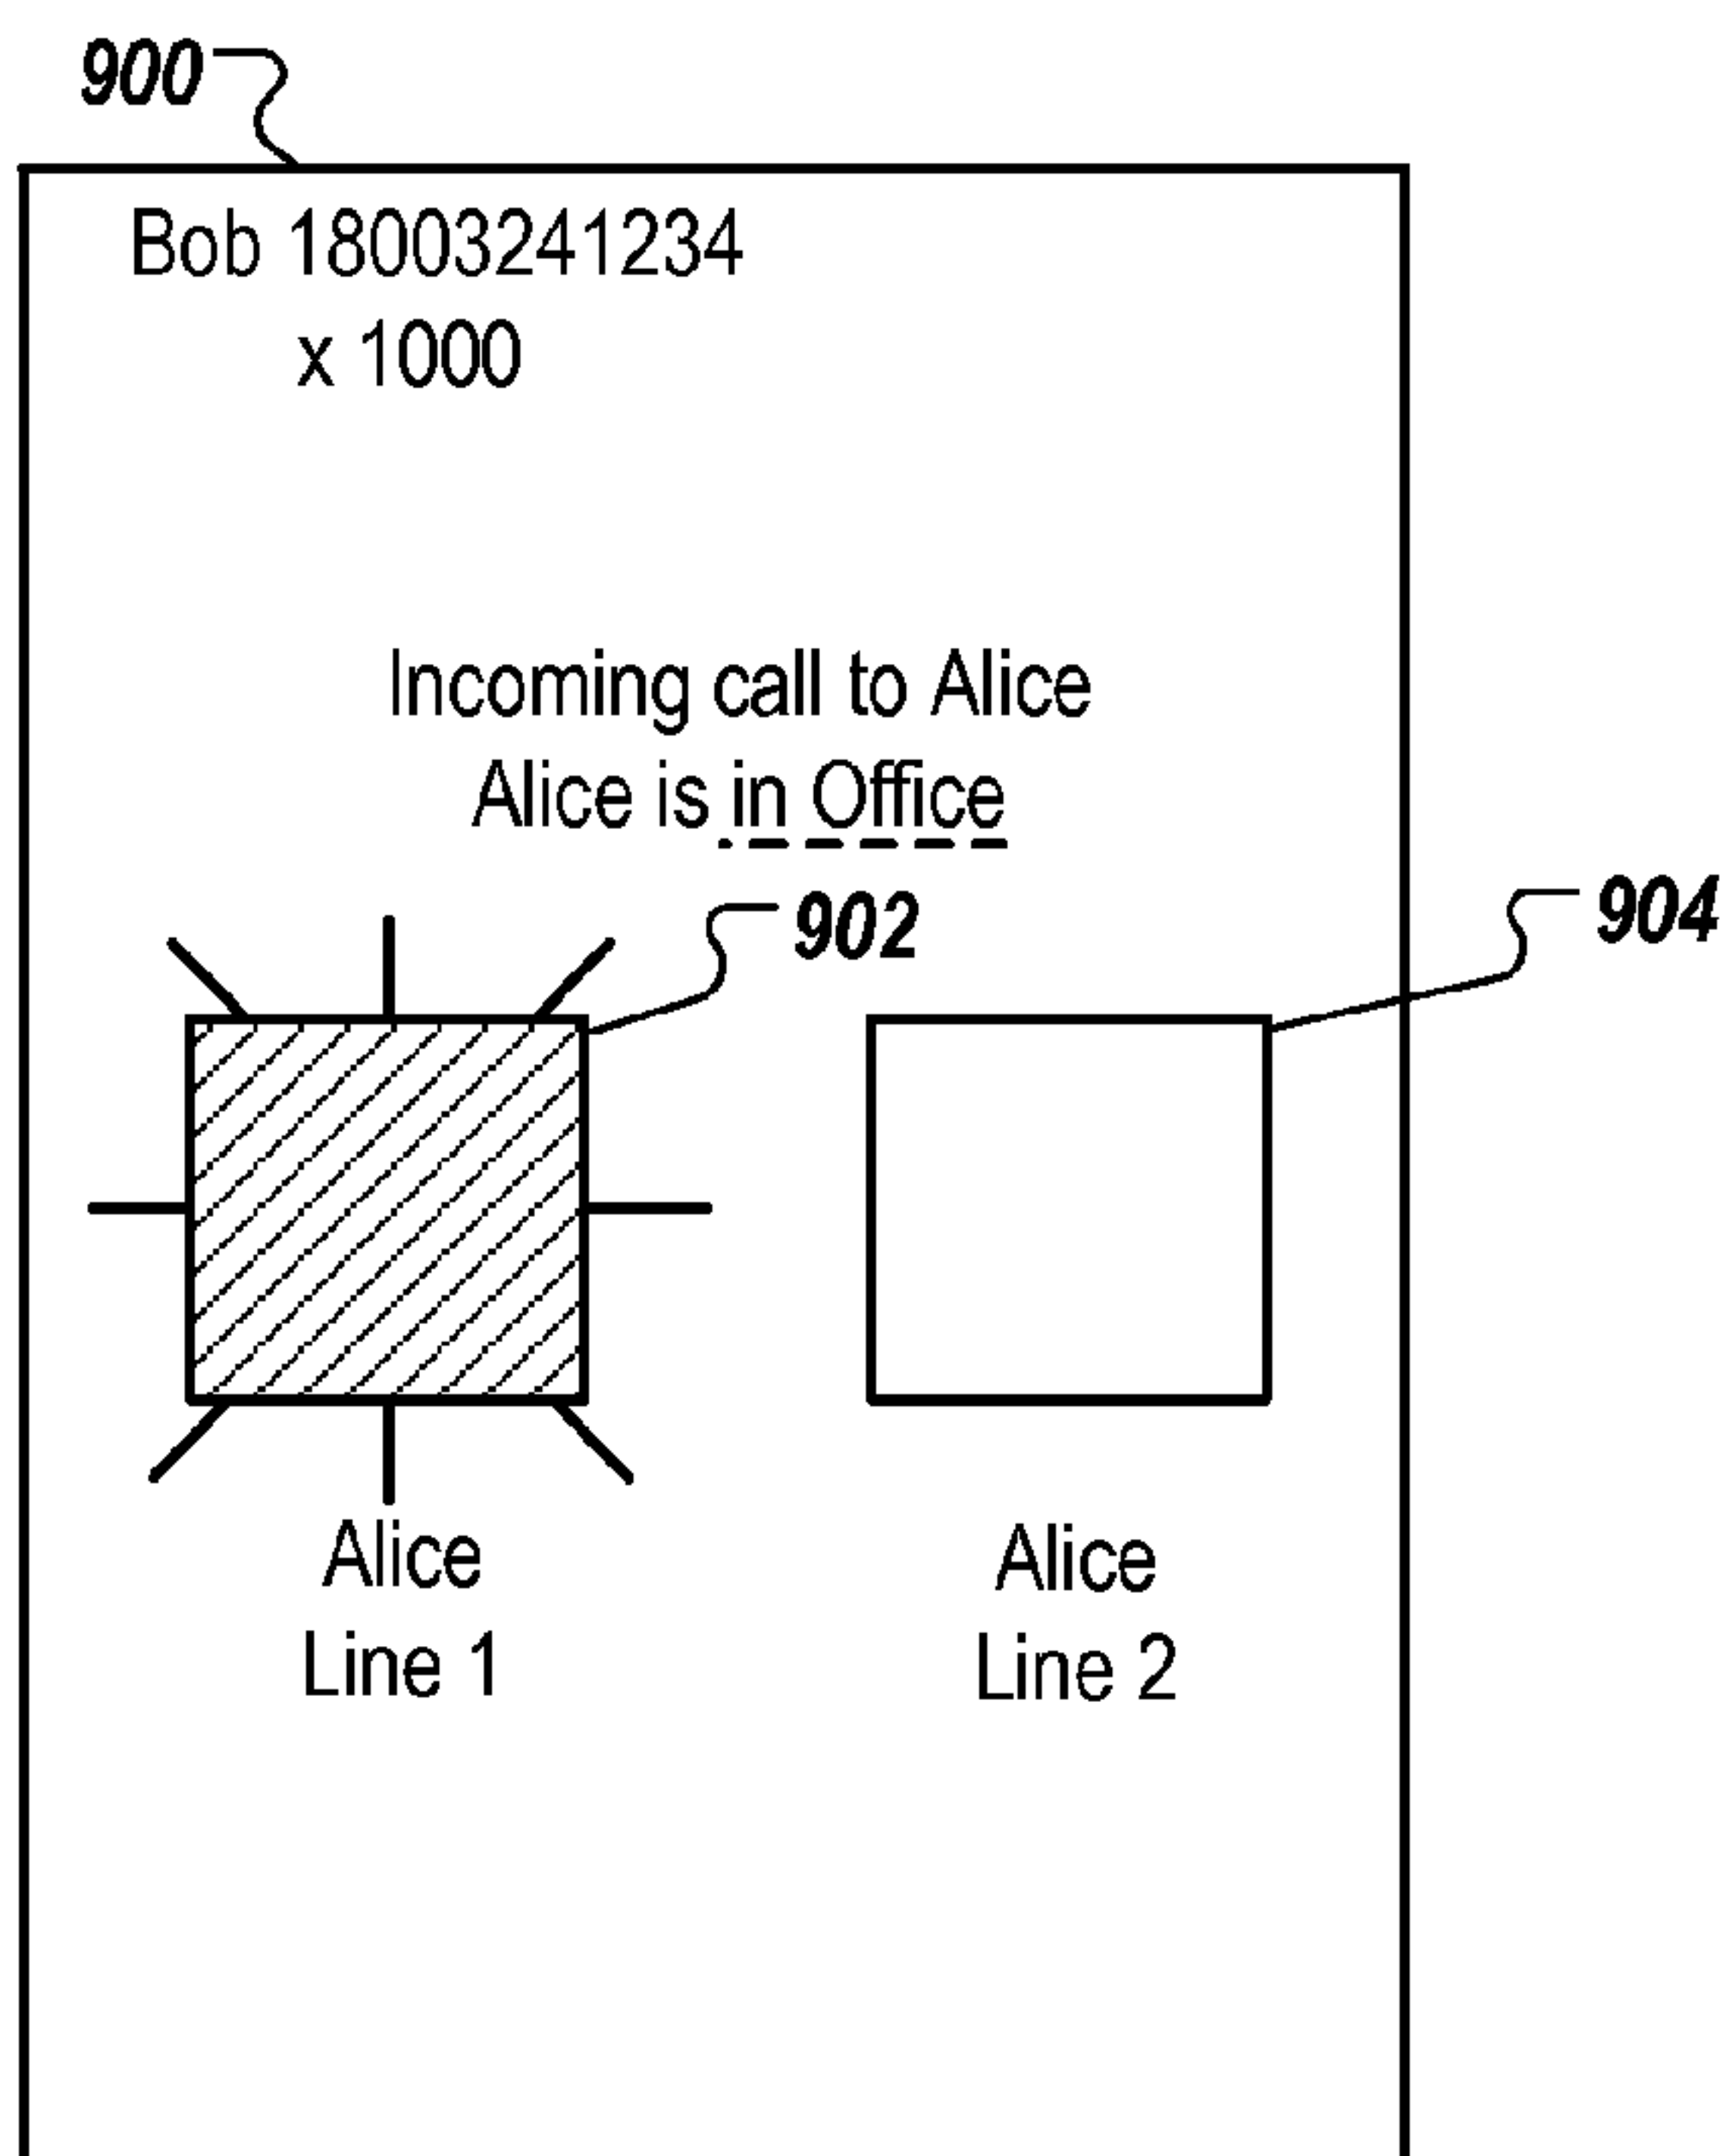 900
Bob 18003241234
x 1000
Incoming call to Alice
Alice is in Office
902
904
Alice
Line 1
Alice
Line 2